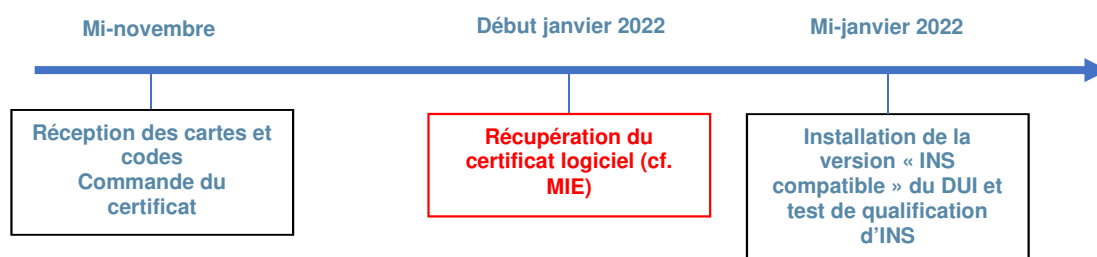 Mi-novembre
Début janvier 2022
Mi-janvier 2022
Réception des cartes et
codes
Commande du
certificat
Récupération du
certificat logiciel (cf.
MIE)
Installation de la
version « INS
compatible » du DUI et
test de qualification
d'INS